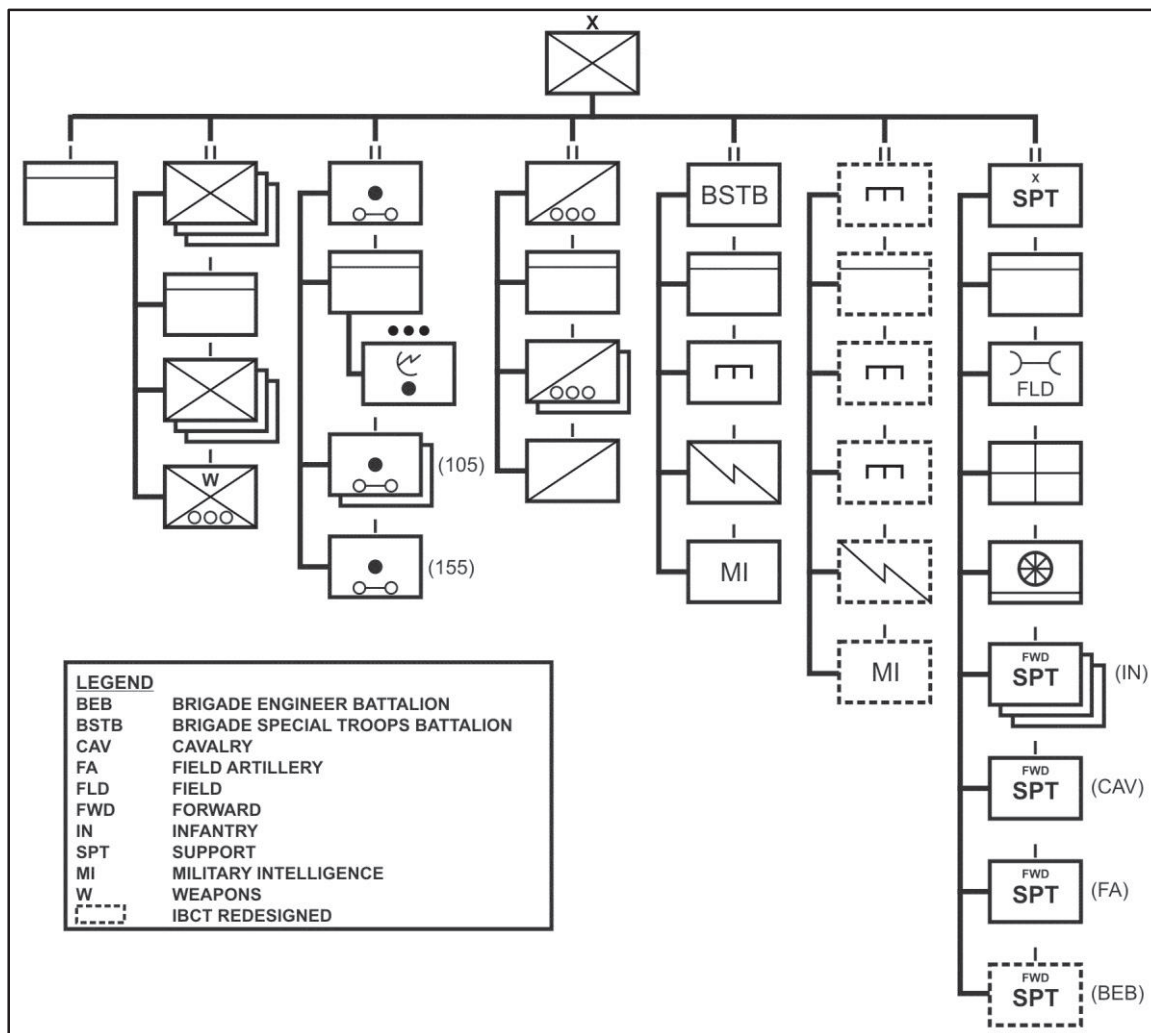 X
BSTB
X
SPT
FLD
W
(105)
(155)
MI
MI
FWD
SPT
(IN)
FWD
SPT
(CAV)
FWD
SPT
(FA)
FWD
SPT
(BEB)
LEGEND
BEB BRIGADE ENGINEER BATTALION
BSTB BRIGADE SPECIAL TROOPS BATTALION
CAV CAVALRY
FA FIELD ARTILLERY
FLD FIELD
FWD FORWARD
IN INFANTRY
SPT SUPPORT
MI MILITARY INTELLIGENCE
W WEAPONS
IBCT REDESIGNED